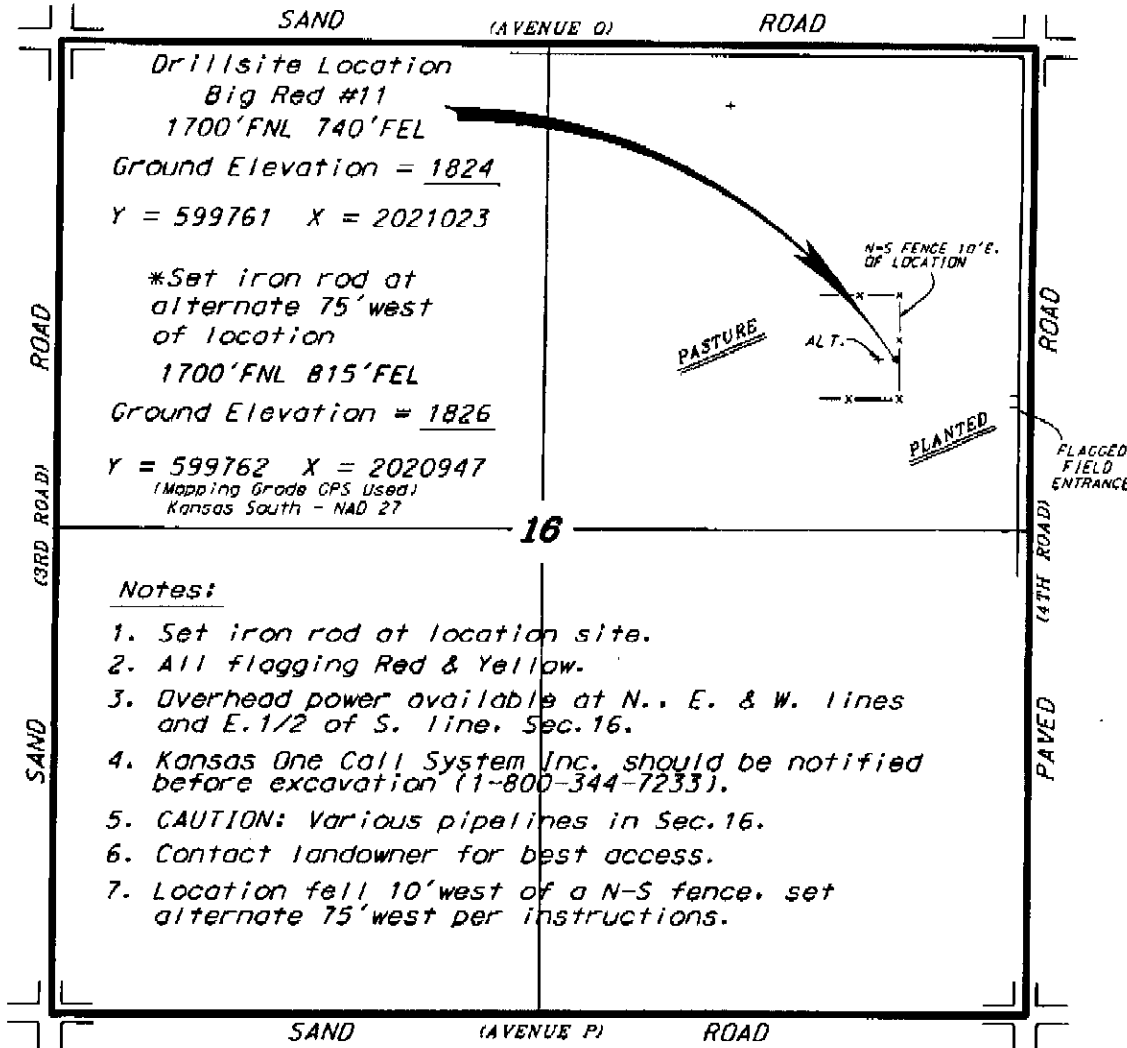 SAND (AVENUE O) ROAD
Drillsite Location
Big Red #11
1700'FNL 740'FEL
Ground Elevation = 1824
Y = 599761 X = 2021023
*Set iron rod at
alternate 75'west
of location
1700'FNL 815'FEL
Ground Elevation = 1826
Y = 599762 X = 2020947
(Mapping Grade GPS Used)
Kansas South - NAD 27
N-S FENCE 10'E.
OF LOCATION
ALT.
PASTURE
PLANTED
FLAGGED
FIELD
ENTRANCE
SAND (3RD ROAD) ROAD
PAVED (4TH ROAD) ROAD
16
Notes:
1. Set iron rod at location site.
2. All flagging Red & Yellow.
3. Overhead power available at N., E. & W. lines
and E.1/2 of S. line, Sec.16.
4. Kansas One Call System Inc. should be notified
before excavation (1-800-344-7233).
5. CAUTION: Various pipelines in Sec.16.
6. Contact landowner for best access.
7. Location fell 10'west of a N-S fence, set
alternate 75'west per instructions.
SAND (AVENUE P) ROAD